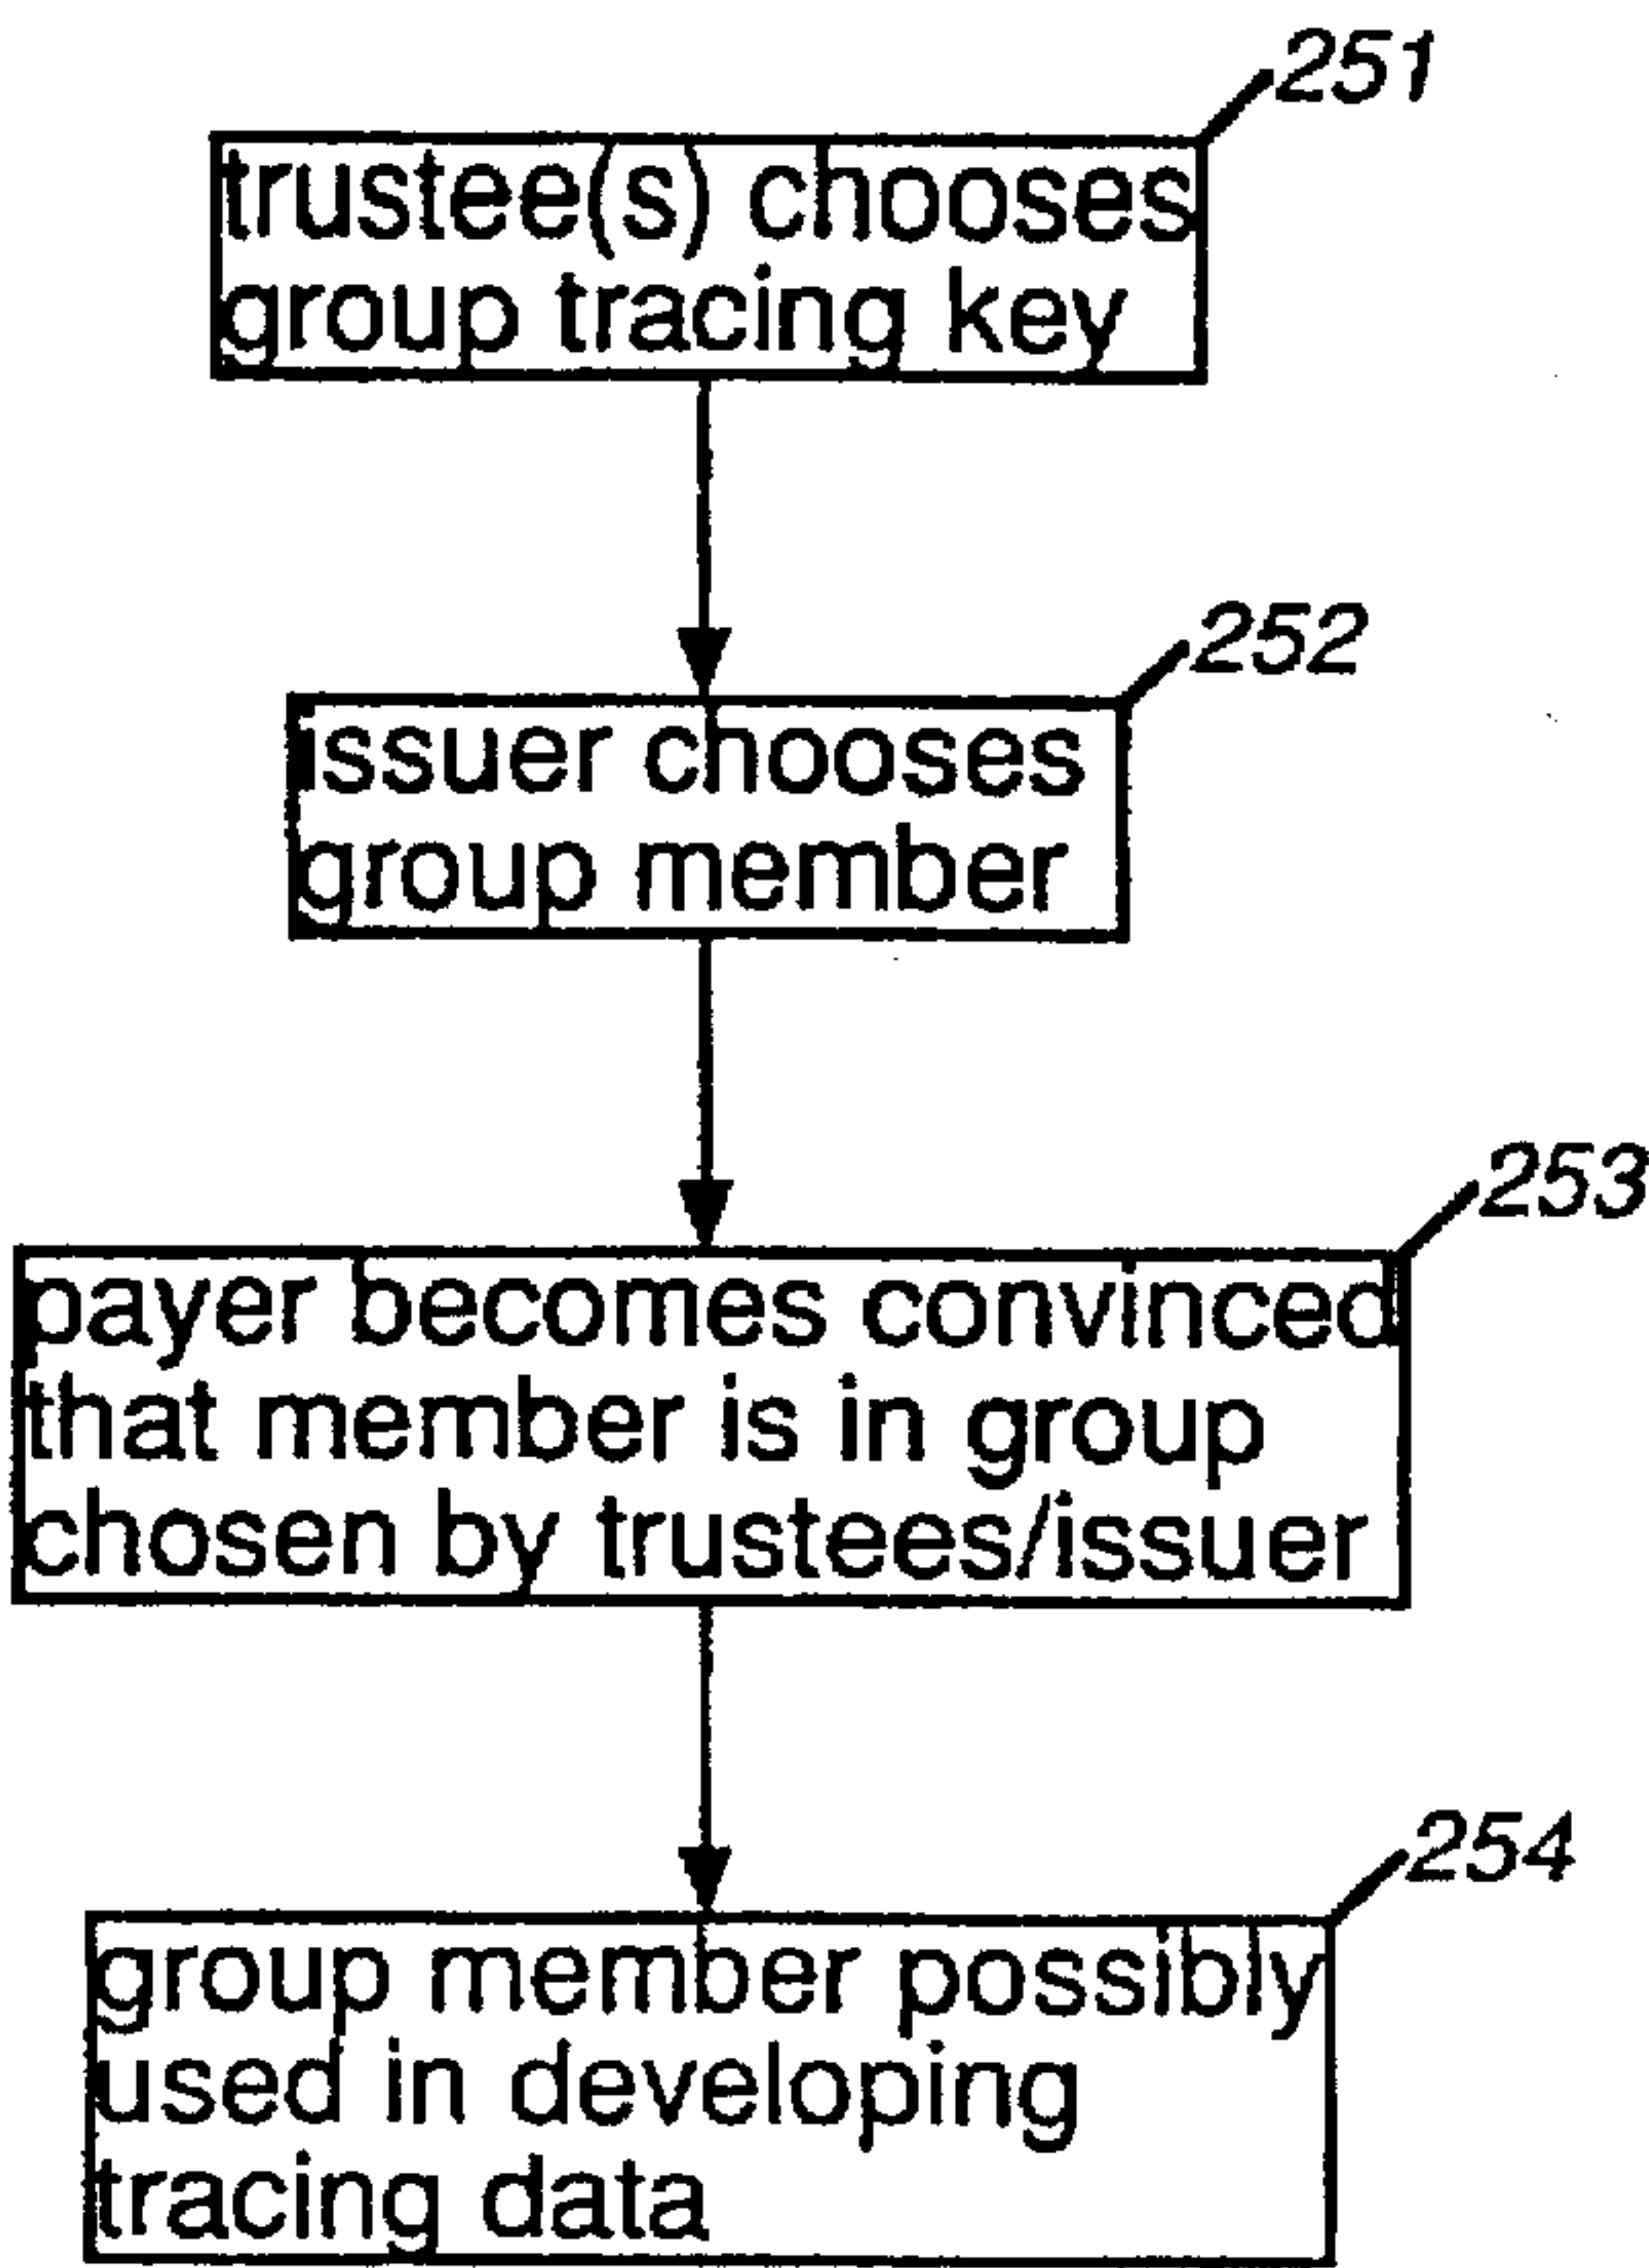 251
trustee(s) chooses
group tracing key
252
issuer chooses
group member
253
payer becomes convinced
that member is in group
chosen by trustees/issuer
254
group member possibly
used in developing
tracing data